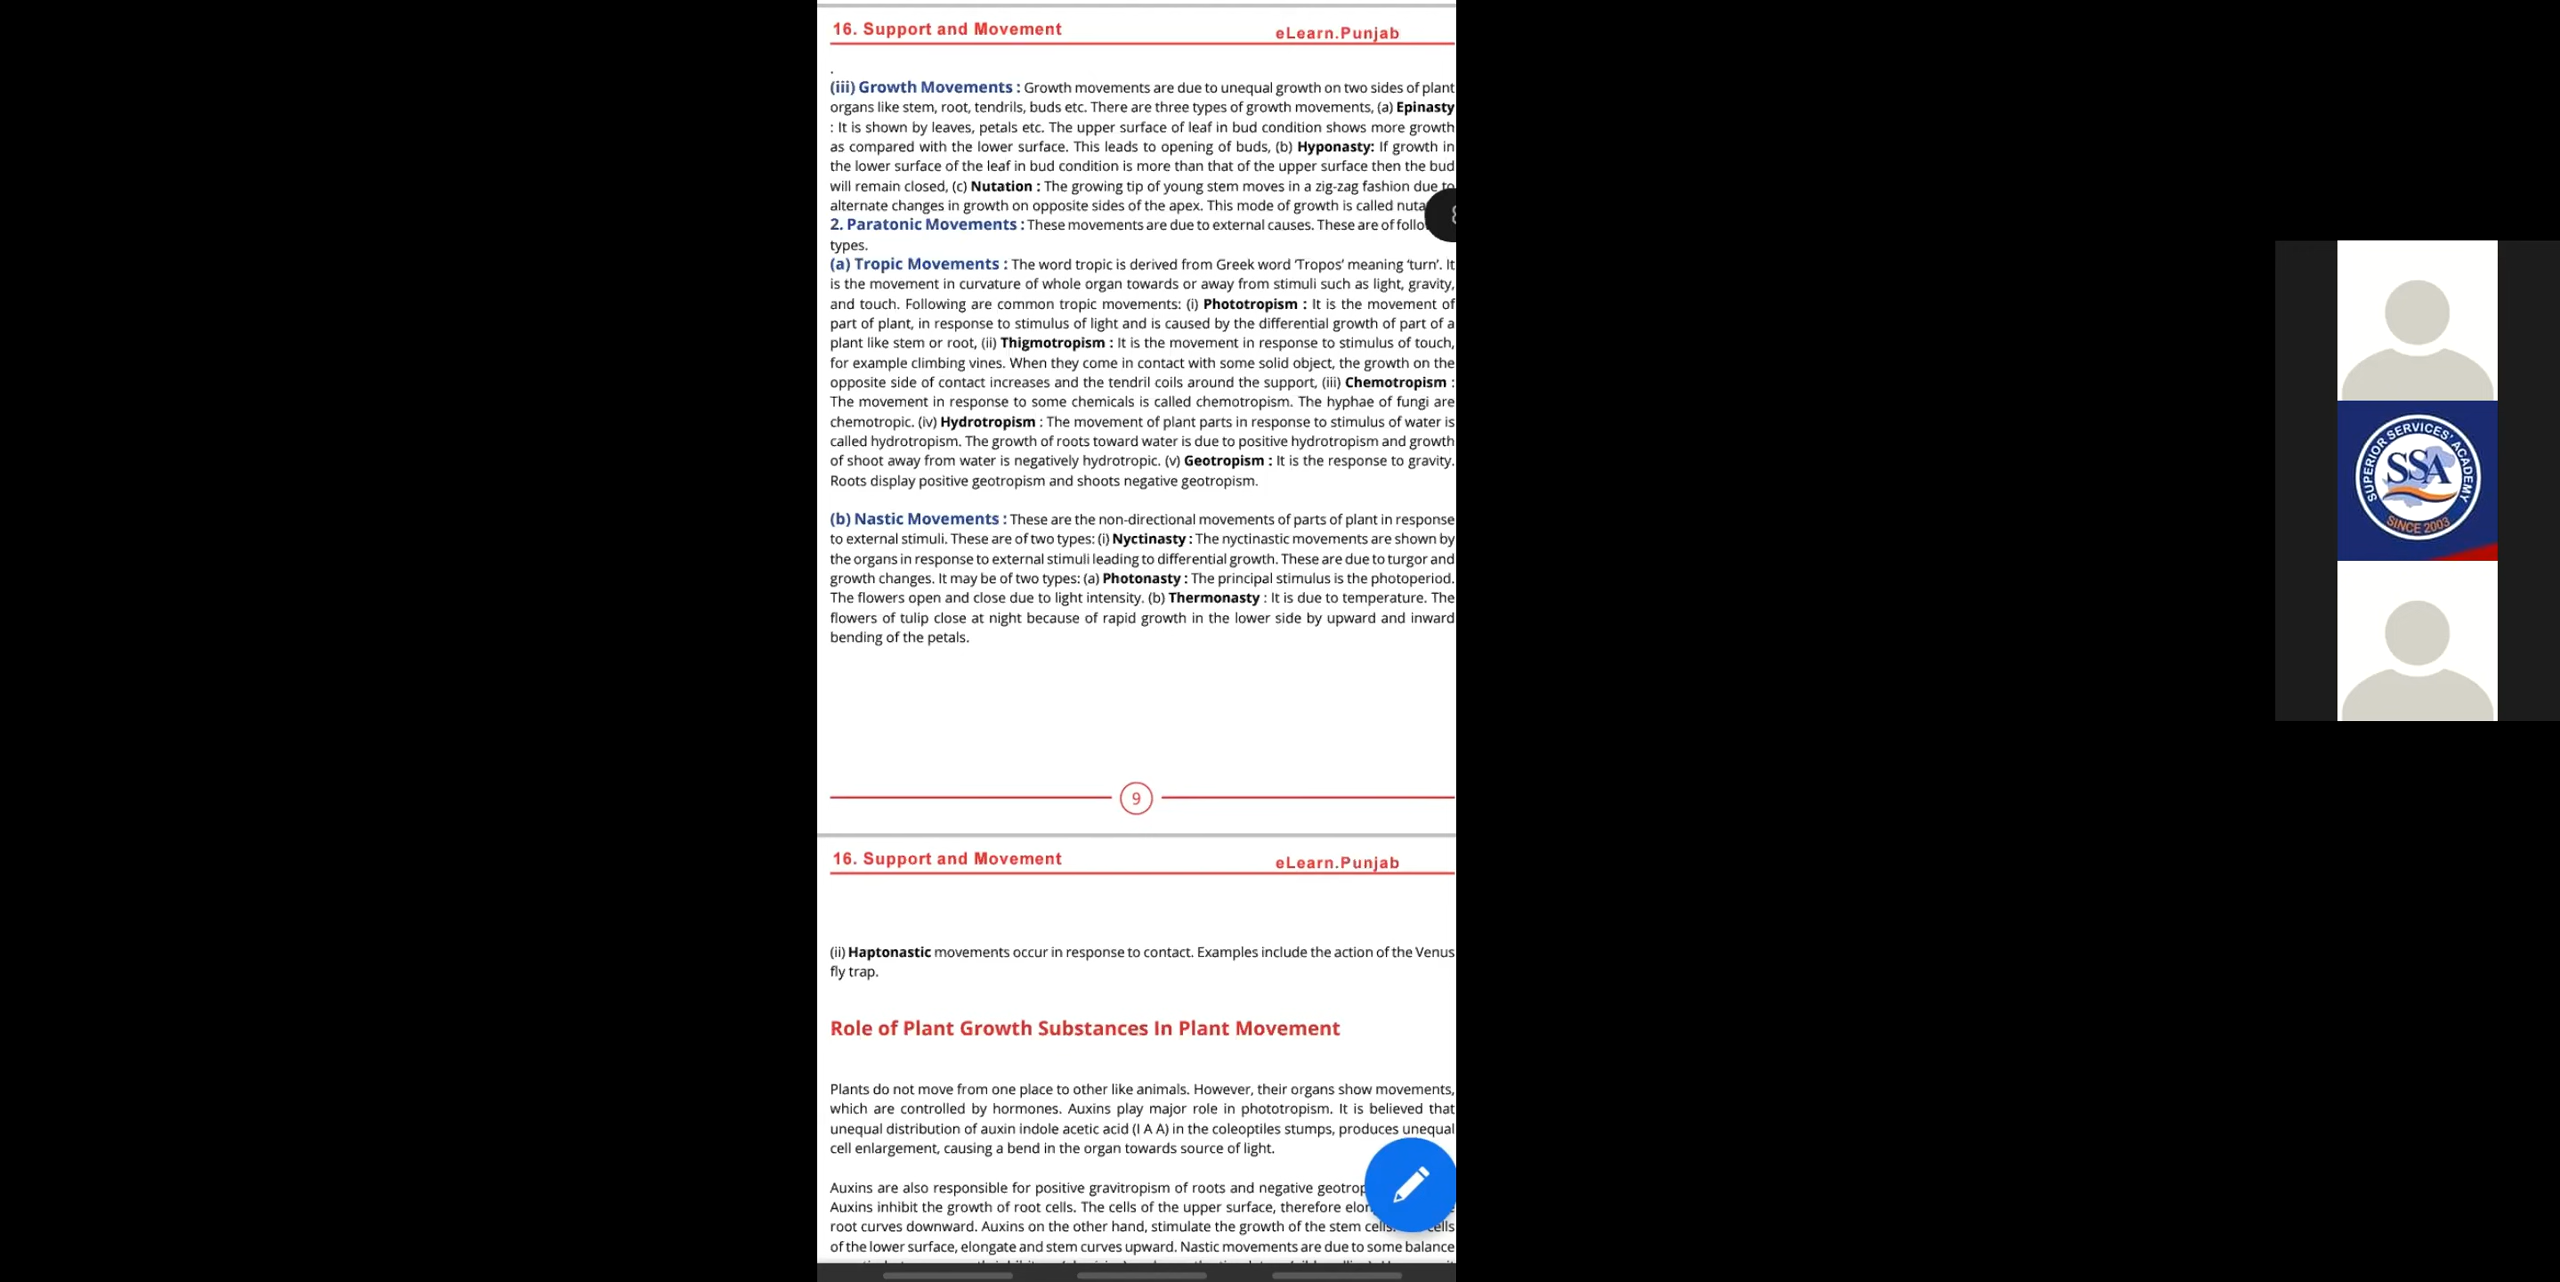 16. Support and Movement
eLearn.Punjab
.
(iii) Growth Movements : Growth movements are due to unequal growth on two sides of plant
organs like stem, root, tendrils, buds etc. There are three types of growth movements, (a) Epinasty
: It is shown by leaves, petals etc. The upper surface of leaf in bud condition shows more growth
as compared with the lower surface. This leads to opening of buds, (b) Hyponasty: If growth in
the lower surface of the leaf in bud condition is more than that of the upper surface then the bud
will remain closed, (c) Nutation : The growing tip of young stem moves in a zig-zag fashion due to
alternate changes in growth on opposite sides of the apex. This mode of growth is called
2. Paratonic Movements : These movements are due to external causes. These are of
types.
(a) Tropic Movements : The word tropic is derived from Greek word ‘Tropos’ meaning ‘turn’. It
is the movement in curvature of whole organ towards or away from stimuli such as light, gravity,
and touch. Following are common tropic movements: (i) Phototropism : It is the movement of
part of plant, in response to stimulus of light and is caused by the differential growth of part of a
plant like stem or root, (ii) Thigmotropism : It is the movement in response to stimulus of touch,
for example climbing vines. When they come in contact with some solid object, the growth on the
opposite side of contact increases and the tendril coils around the support, (iii) Chemotropism :
The movement in response to some chemicals is called chemotropism. The hyphae of fungi are
chemotropic. (iv) Hydrotropism : The movement of plant parts in response to stimulus of water is
called hydrotropism. The growth of roots toward water is due to positive hydrotropism and growth
of shoot away from water is negatively hydrotropic. (v) Geotropism : It is the response to gravity.
Roots display positive geotropism and shoots negative geotropism.
(b) Nastic Movements : These are the non-directional movements of parts of plant in response
to external stimuli. These are of two types: (i) Nyctinasty : The nyctinastic movements are shown by
the organs in response to external stimuli leading to differential growth. These are due to turgor and
growth changes. It may be of two types: (a) Photonasty : The principal stimulus is the photoperiod.
The flowers open and close due to light intensity. (b) Thermonasty : It is due to temperature. The
flowers of tulip close at night because of rapid growth in the lower side by upward and inward
bending of the petals.
9
16. Support and Movement
eLearn.Punjab
(ii) Haptonastic movements occur in response to contact. Examples include the action of the Venus
fly trap.
Role of Plant Growth Substances In Plant Movement
Plants do not move from one place to other like animals. However, their organs show movements,
which are controlled by hormones. Auxins play major role in phototropism. It is believed that
unequal distribution of auxin indole acetic acid (I A A) in the coleoptiles stumps, produces unequal
cell enlargement, causing a bend in the organ towards source of light.
Auxins are also responsible for positive gravitropism of roots and negative
Auxins inhibit the growth of root cells. The cells of the upper surface, therefore
root curves downward. Auxins on the other hand, stimulate the growth of the stem cells.
of the lower surface, elongate and stem curves upward. Nastic movements are due to some balance
SUPERIOR SERVICES' ACADEMY
SSA
SINCE 2003